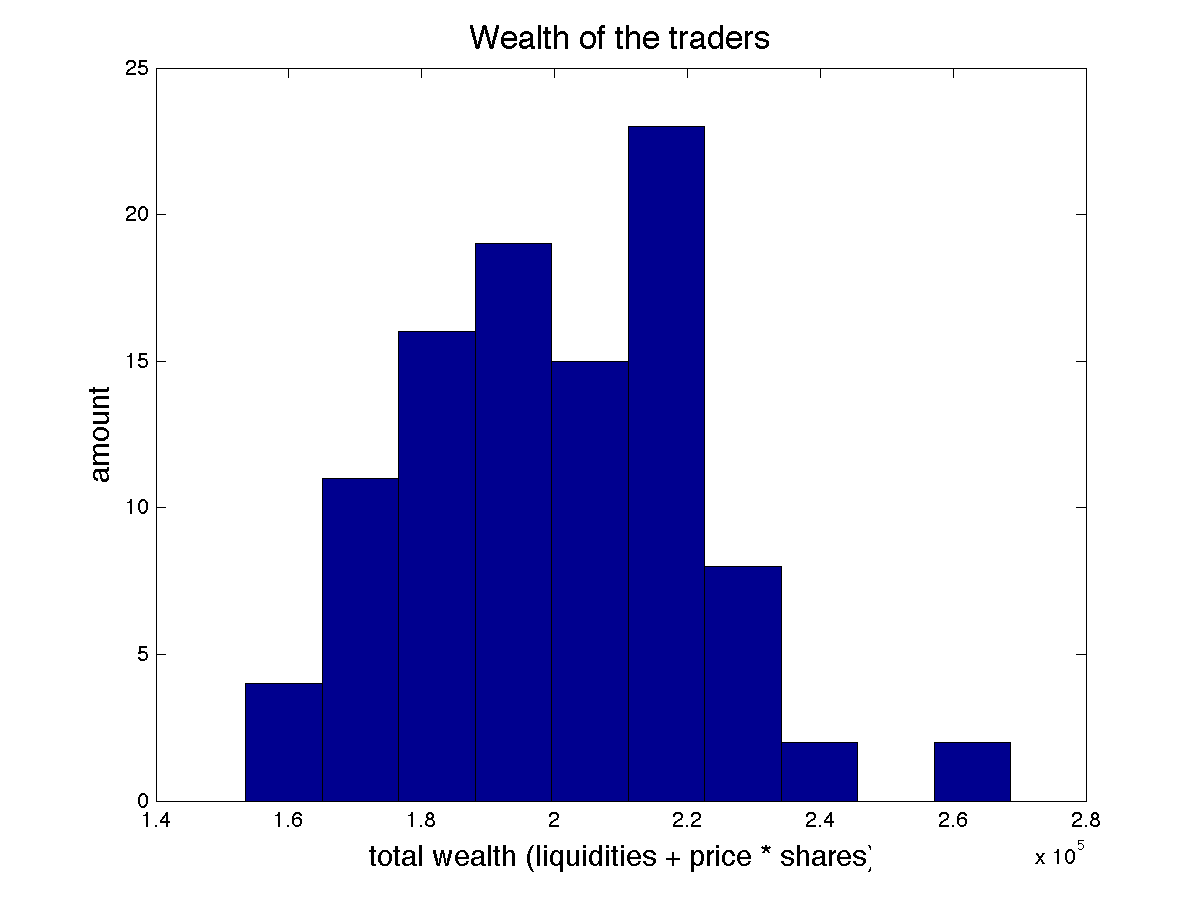 Wealth of the traders
25
20
15
10
5
0
amount
1.4 1.6 1.8 2 2.2 2.4 2.6 2.8
total wealth (liquidities + price * shares)
x 10^5